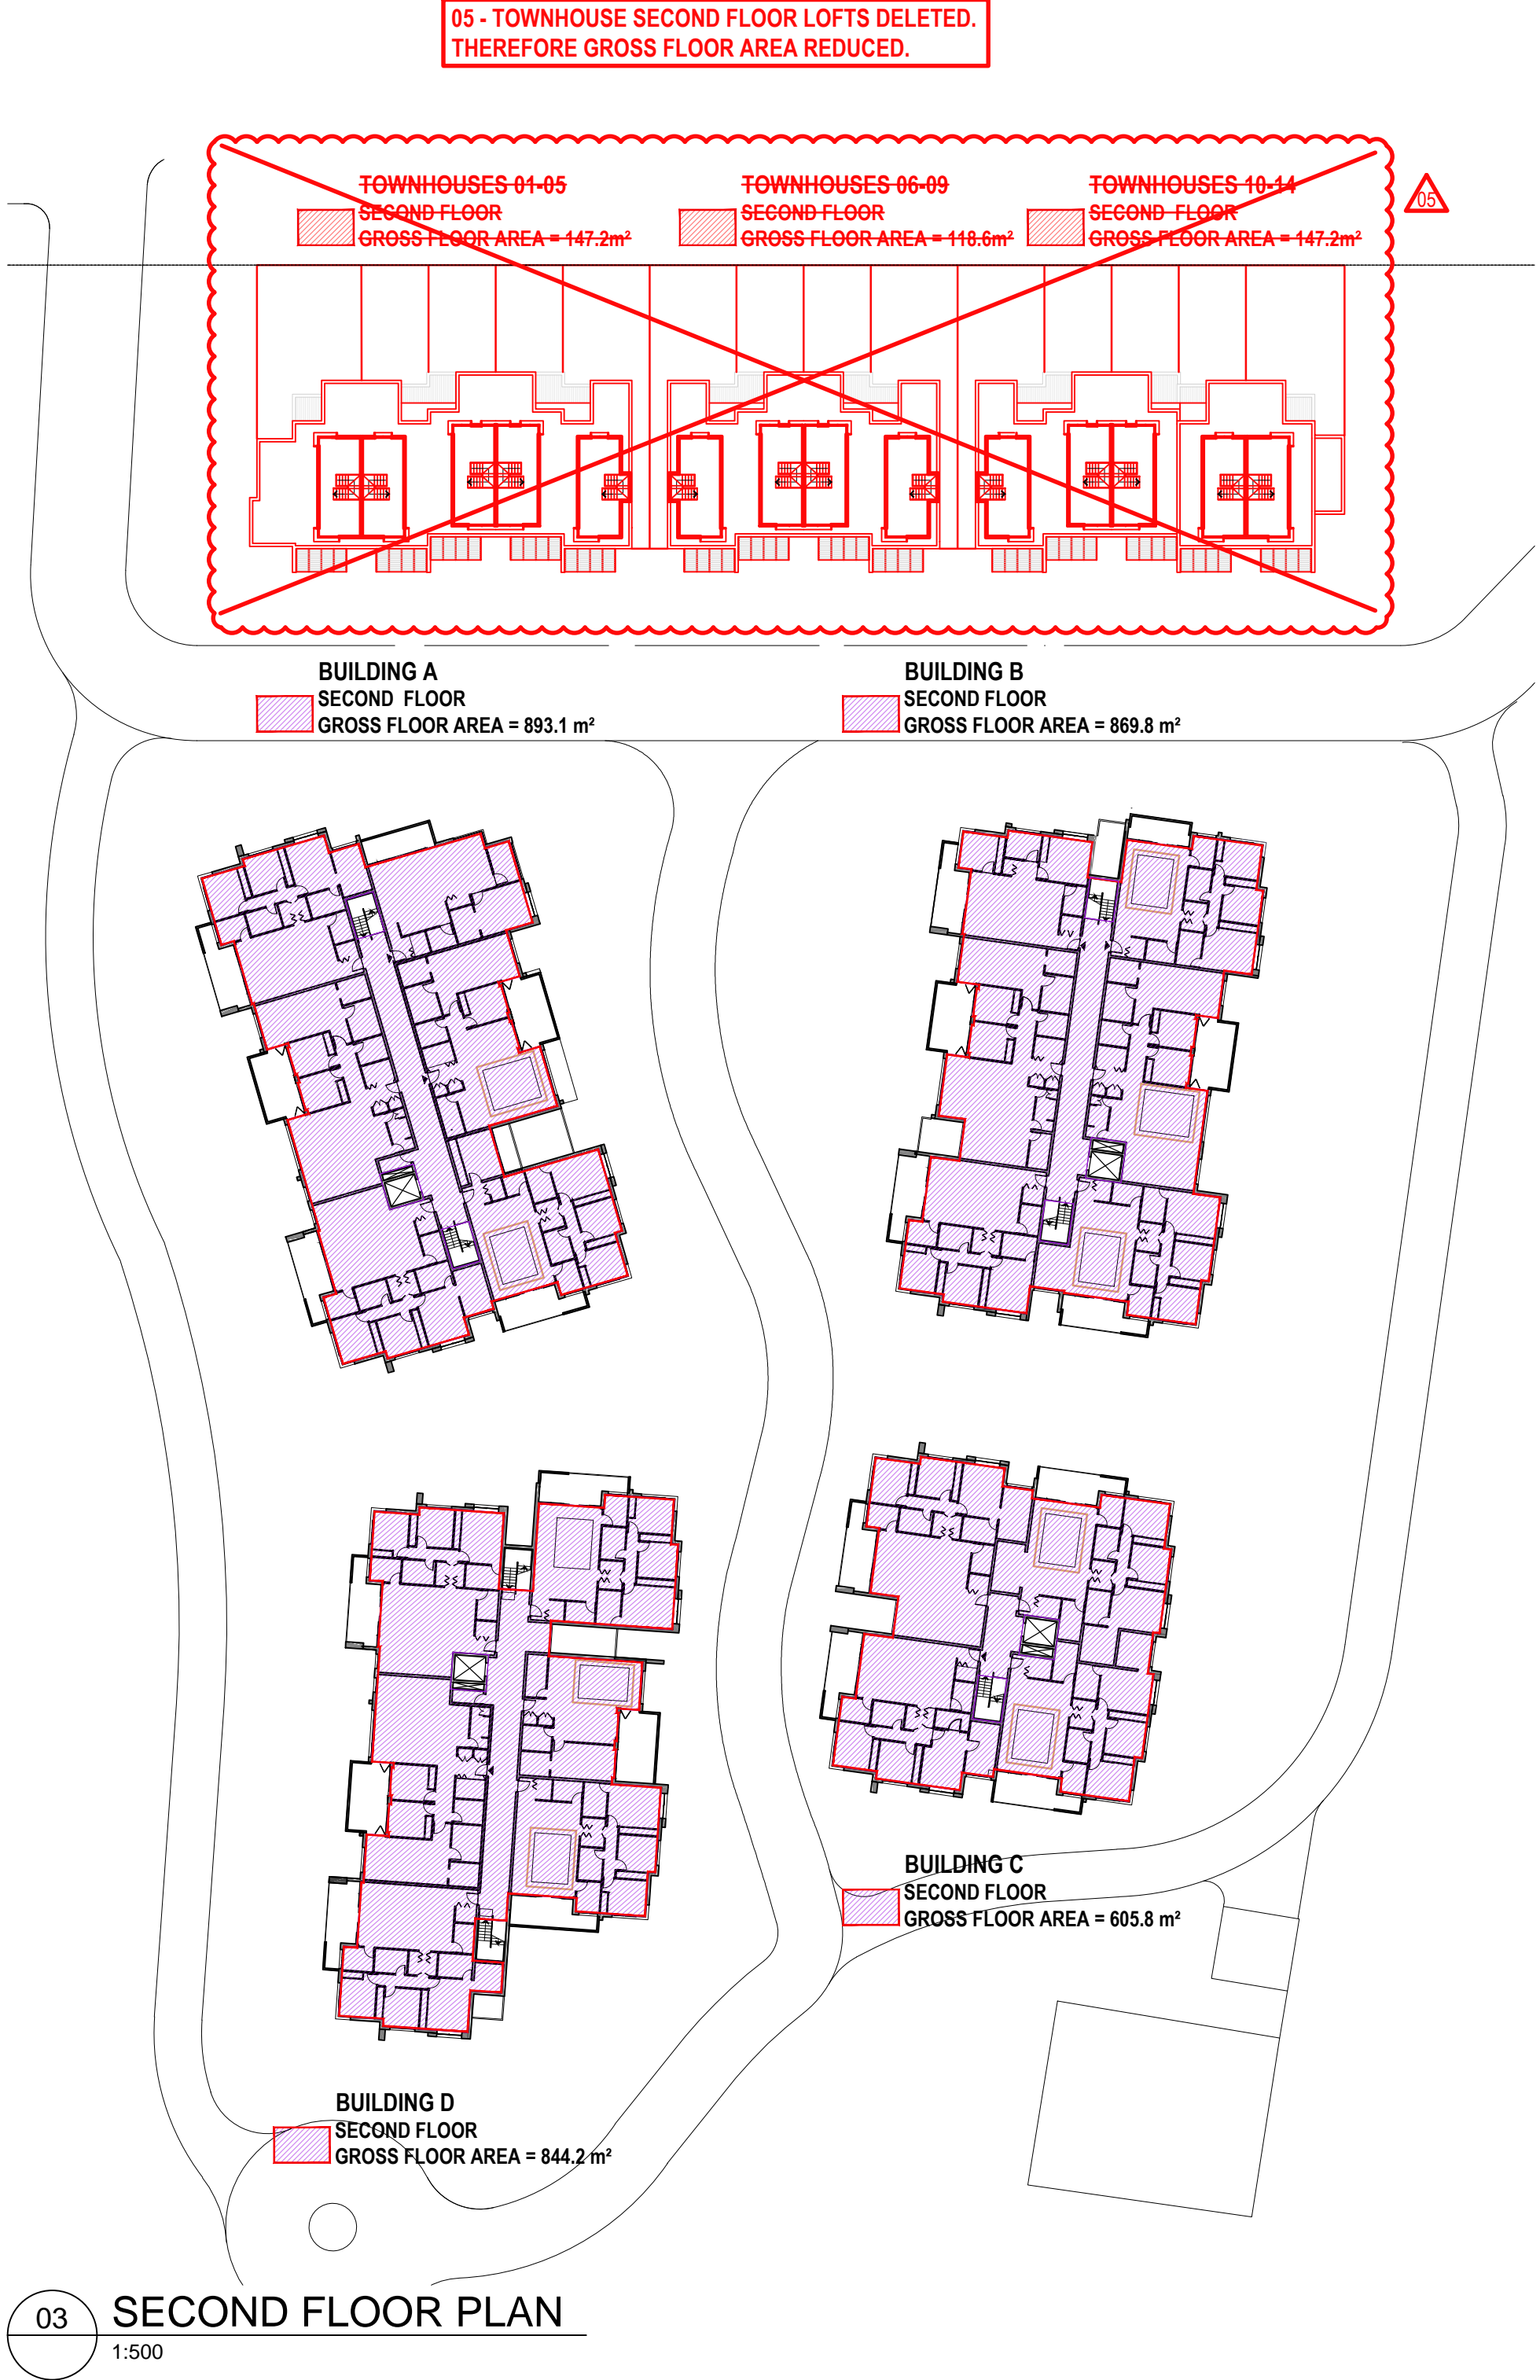 05 - TOWNHOUSE SECOND FLOOR LOFTS DELETED.
THEREFORE GROSS FLOOR AREA REDUCED.
TOWNHOUSES 01-05
SECOND FLOOR
GROSS FLOOR AREA = 147.2m²
TOWNHOUSES 06-09
SECOND FLOOR
GROSS FLOOR AREA = 118.6m²
TOWNHOUSES 10-14
SECOND FLOOR
GROSS FLOOR AREA = 147.2m²
05
BUILDING A
SECOND FLOOR
GROSS FLOOR AREA = 893.1 m²
BUILDING B
SECOND FLOOR
GROSS FLOOR AREA = 869.8 m²
BUILDING C
SECOND FLOOR
GROSS FLOOR AREA = 605.8 m²
BUILDING D
SECOND FLOOR
GROSS FLOOR AREA = 844.2 m²
03
SECOND FLOOR PLAN
1:500